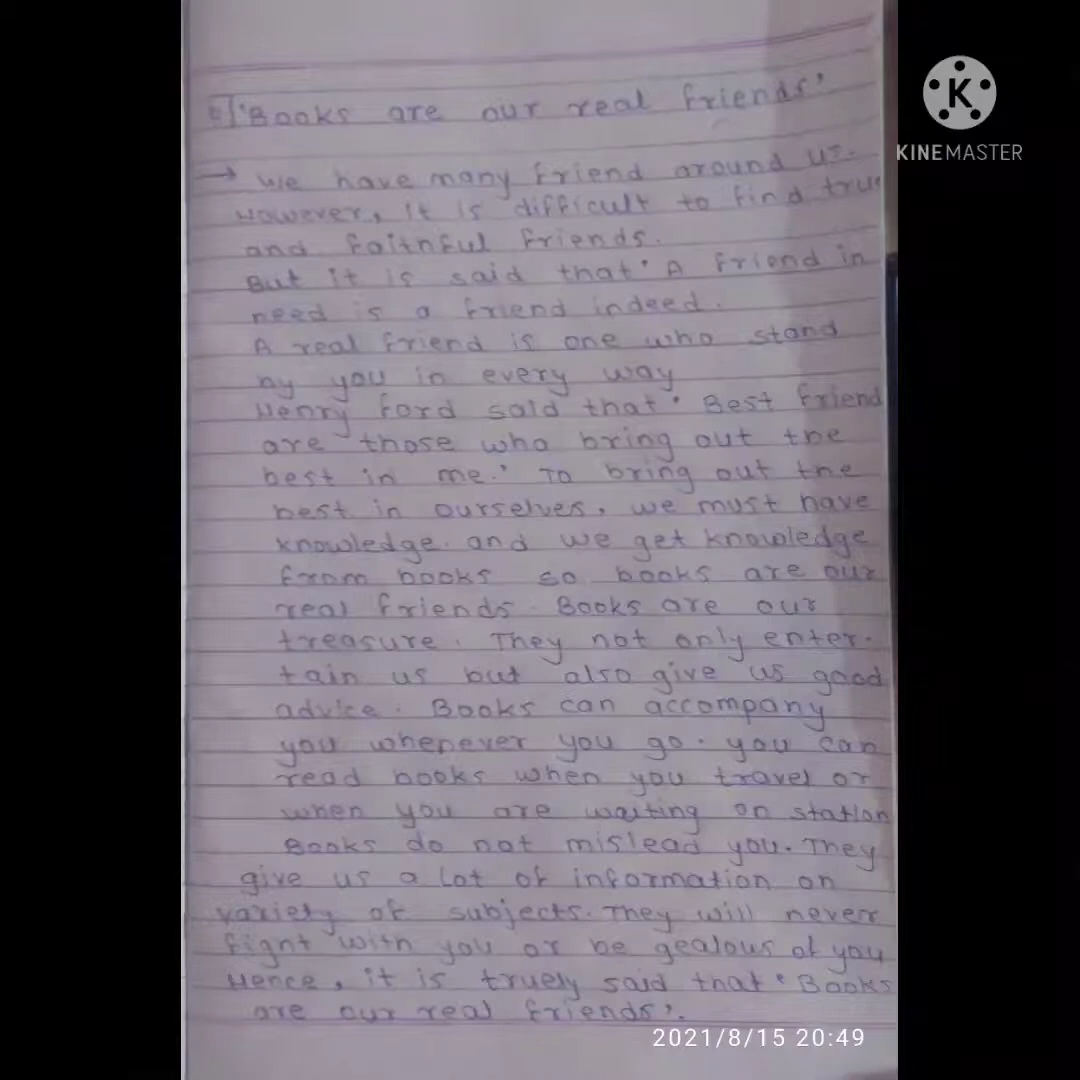 'Books are our real friends'
K
KINEMASTER
→ We have many friend around us.
However, it is difficult to find true
and faithful friends.
But it is said that' A friend in
need is a friend indeed.
A real friend is one who stand
by you in every way
Henry Ford said that' Best friend
are those who bring out the
best in me.' To bring out the
best in ourselves, we must have
knowledge. and we get knowledge
from books so books are our
real friends. Books are our
treasure. They not only enter-
tain us but also give us good
advice. Books can accompany
you whenever you go. you can
read books when you travel or
when you are waiting on station
Books do not mislead you. They
give us a lot of information on
variety of subjects. They will never
fight with you or be gealous of you
Hence, it is truely said that 'Books
are our real friends'.
2021/8/15 20:49